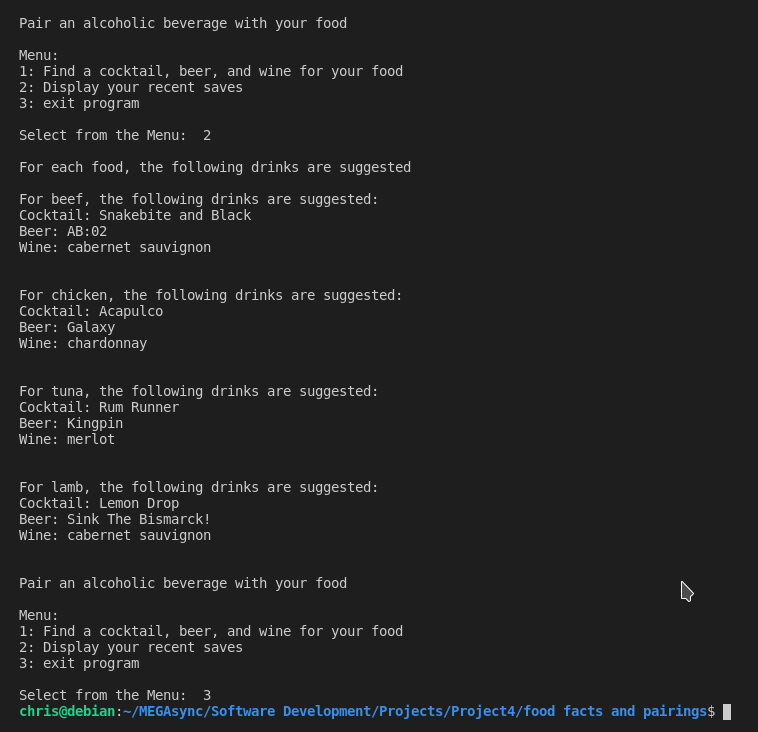 Pair an alcoholic beverage with your food
Menu:
1: Find a cocktail, beer, and wine for your food
2: Display your recent saves
3: exit program
Select from the Menu:  2
For each food, the following drinks are suggested
For beef, the following drinks are suggested:
Cocktail: Snakebite and Black
Beer: AB:02
Wine: cabernet sauvignon
For chicken, the following drinks are suggested:
Cocktail: Acapulco
Beer: Galaxy
Wine: chardonnay
For tuna, the following drinks are suggested:
Cocktail: Rum Runner
Beer: Kingpin
Wine: merlot
For lamb, the following drinks are suggested:
Cocktail: Lemon Drop
Beer: Sink The Bismarck!
Wine: cabernet sauvignon
Pair an alcoholic beverage with your food
Menu:
1: Find a cocktail, beer, and wine for your food
2: Display your recent saves
3: exit program
Select from the Menu:  3
chris@debian:~/MEGAsync/Software Development/Projects/Project4/food facts and pairings$